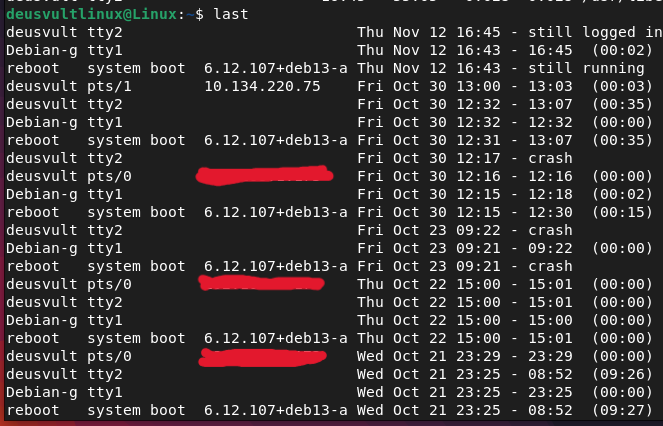 deusvultlinux@Linux:~$ last
deusvult tty2 Thu Nov 12 16:45 - still logged in
Debian-g tty1 Thu Nov 12 16:43 - 16:45 (00:02)
reboot system boot 6.12.107+deb13-a Thu Nov 12 16:43 - still running
deusvult pts/1 10.134.220.75 Fri Oct 30 13:00 - 13:03 (00:03)
deusvult tty2 Fri Oct 30 12:32 - 13:07 (00:35)
Debian-g tty1 Fri Oct 30 12:32 - 12:32 (00:00)
reboot system boot 6.12.107+deb13-a Fri Oct 30 12:31 - 13:07 (00:35)
deusvult tty2 Fri Oct 30 12:17 - crash
deusvult pts/0 Fri Oct 30 12:16 - 12:16 (00:00)
Debian-g tty1 Fri Oct 30 12:15 - 12:18 (00:02)
reboot system boot 6.12.107+deb13-a Fri Oct 30 12:15 - 12:30 (00:15)
deusvult tty2 Fri Oct 23 09:22 - crash
Debian-g tty1 Fri Oct 23 09:21 - 09:22 (00:00)
reboot system boot 6.12.107+deb13-a Fri Oct 23 09:21 - crash
deusvult pts/0 Thu Oct 22 15:00 - 15:01 (00:00)
deusvult tty2 Thu Oct 22 15:00 - 15:01 (00:00)
Debian-g tty1 Thu Oct 22 15:00 - 15:00 (00:00)
reboot system boot 6.12.107+deb13-a Thu Oct 22 15:00 - 15:01 (00:00)
deusvult pts/0 Wed Oct 21 23:29 - 23:29 (00:00)
deusvult tty2 Wed Oct 21 23:25 - 08:52 (09:26)
Debian-g tty1 Wed Oct 21 23:25 - 23:25 (00:00)
reboot system boot 6.12.107+deb13-a Wed Oct 21 23:25 - 08:52 (09:27)